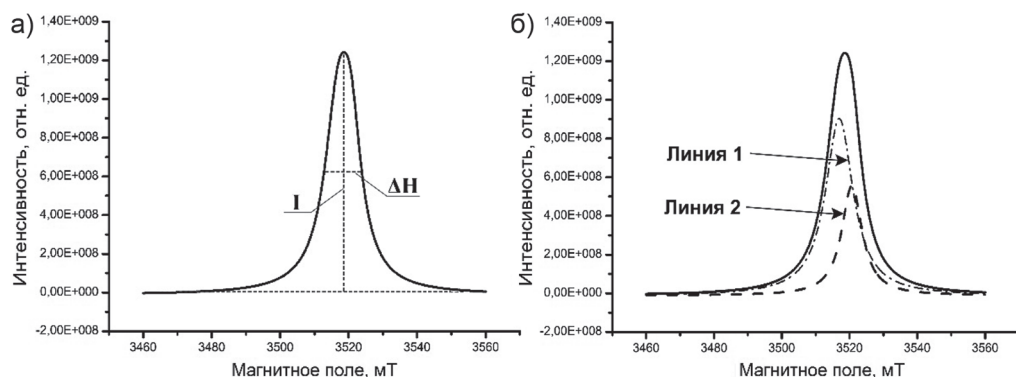 а)
Интенсивность, отн. ед.
1,40E+009
1,20E+009
1,00E+009
8,00E+008
6,00E+008
4,00E+008
2,00E+008
0,00E+000
-2,00E+008
I
ΔH
3460
3480
3500
3520
3540
3560
Магнитное поле, мТ
б)
Интенсивность, отн. ед.
1,40E+009
1,20E+009
1,00E+009
8,00E+008
6,00E+008
4,00E+008
2,00E+008
0,00E+000
-2,00E+008
Линия 1
Линия 2
3460
3480
3500
3520
3540
3560
Магнитное поле, мТ